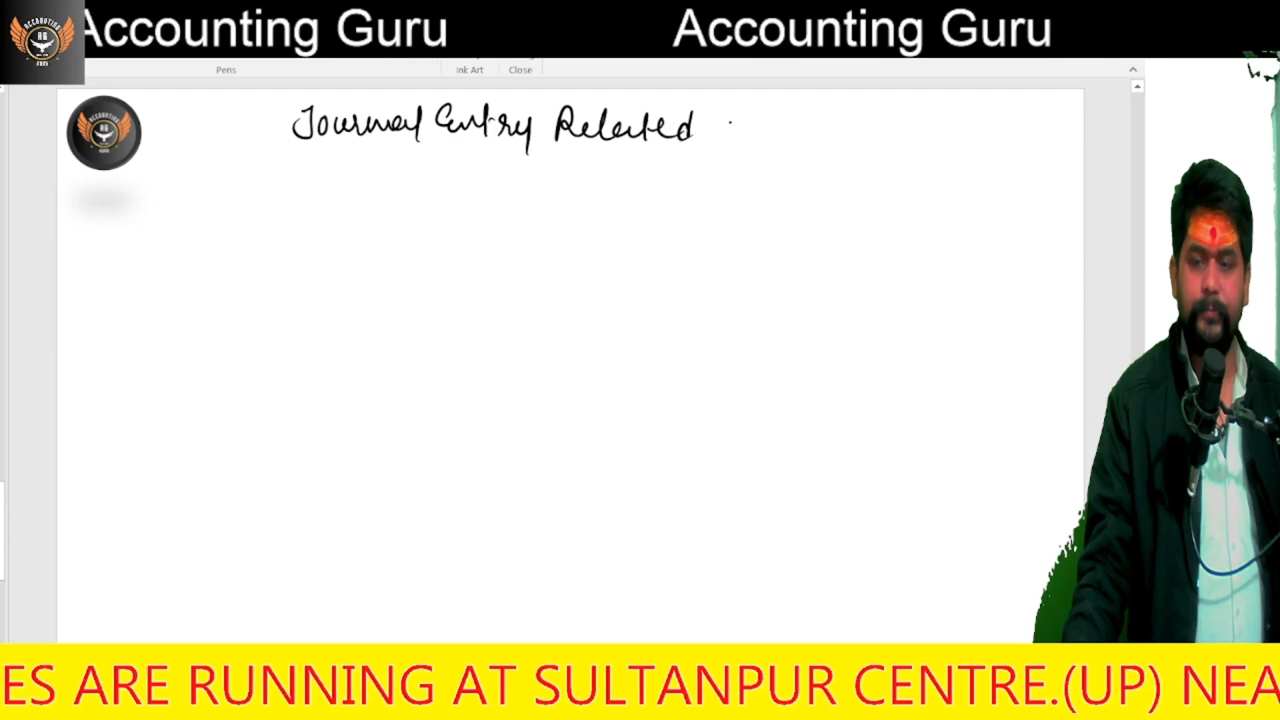 Accounting Guru Accounting Guru
Pens Ink Art Close
Journal Entry Related
ES ARE RUNNING AT SULTANPUR CENTRE.(UP) NEA